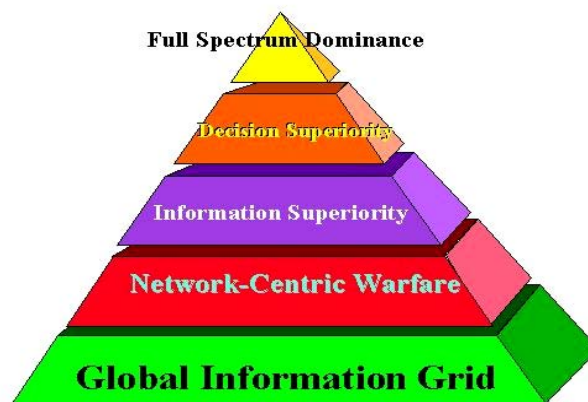 Full Spectrum Dominance
Decision Superiority
Information Superiority
Network-Centric Warfare
Global Information Grid